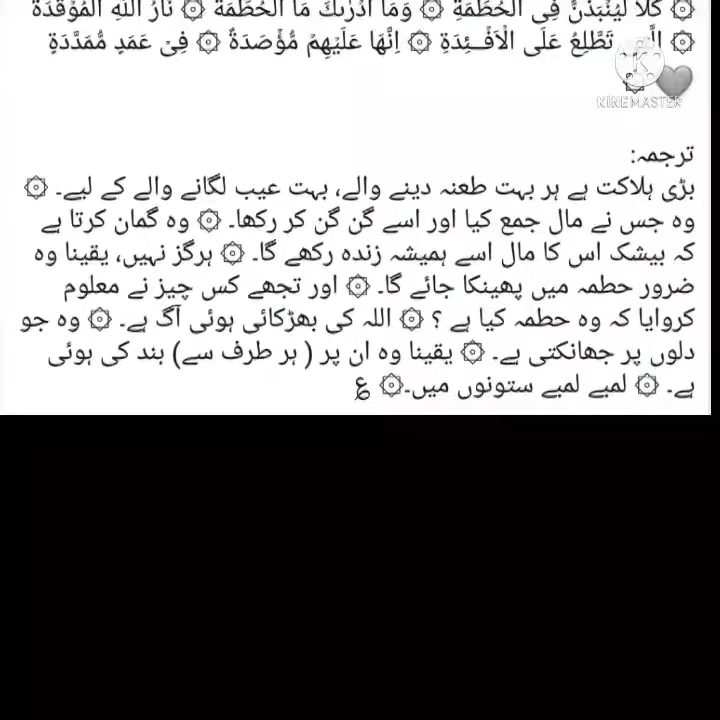 ۞ كَلَّا لَيُنْبَذَنَّ فِى الْحُطَمَةِ ۞ وَمَاۤ اَدْرٰىكَ مَا الْحُطَمَةُ ۞ نَارُ اللّٰهِ الْمُوْقَدَةُ
۞ تَطَّلِعُ عَلَى الْاَفْــِٕدَةِ ۞ اِنَّهَا عَلَيْهِمْ مُّؤْصَدَةٌ ۞ فِىْ عَمَدٍ مُّمَدَّدَةٍ
۞
KINEMASTER
ترجمہ:
بڑی ہلاکت ہے ہر بہت طعنہ دینے والے، بہت عیب لگانے والے کے لیے۔ ۞
وہ جس نے مال جمع کیا اور اسے گن گن کر رکھا۔ ۞ وہ گمان کرتا ہے
کہ بیشک اس کا مال اسے ہمیشہ زندہ رکھے گا۔ ۞ ہرگز نہیں، یقینا وہ
ضرور حطمہ میں پھینکا جائے گا۔ ۞ اور تجھے کس چیز نے معلوم
کروایا کہ وہ حطمہ کیا ہے ؟ ۞ اللہ کی بھڑکائی ہوئی آگ ہے۔ ۞ وہ جو
دلوں پر جھانکتی ہے۔ ۞ یقینا وہ ان پر ( ہر طرف سے) بند کی ہوئی
ہے۔ ۞ لمبے لمبے ستونوں میں۔۞ ؏